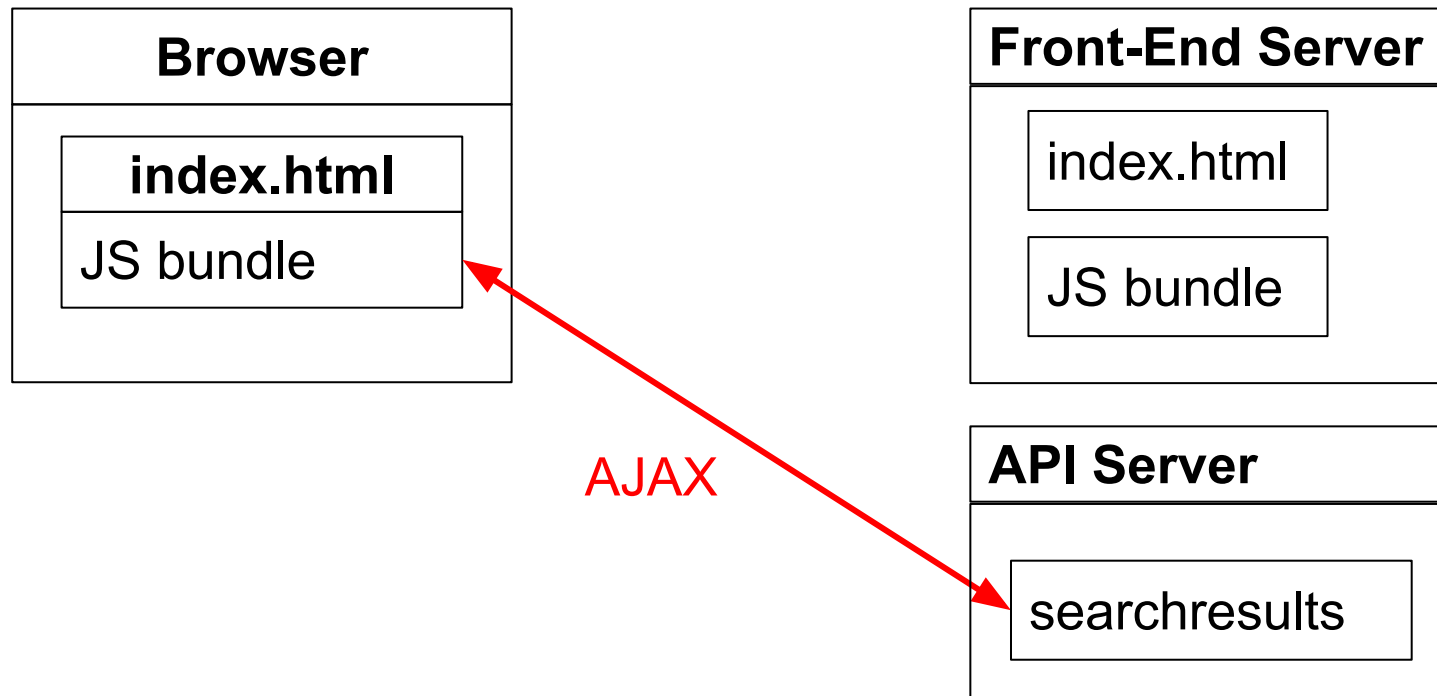 Browser
index.html
JS bundle
AJAX
Front-End Server
index.html
JS bundle
API Server
searchresults